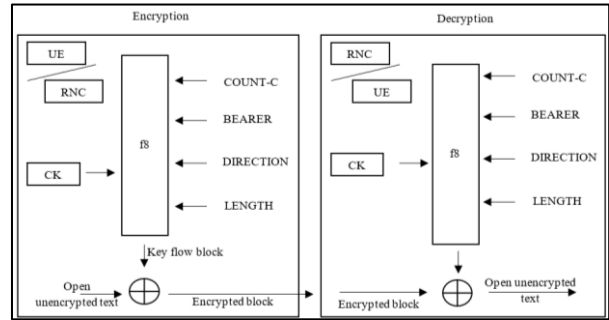 Encryption
UE
RNC
CK
f8
COUNT-C
BEARER
DIRECTION
LENGTH
Key flow block
Open
unencrypted text
Encrypted block
Decryption
RNC
UE
CK
f8
COUNT-C
BEARER
DIRECTION
LENGTH
Encrypted block
Open unencrypted
text